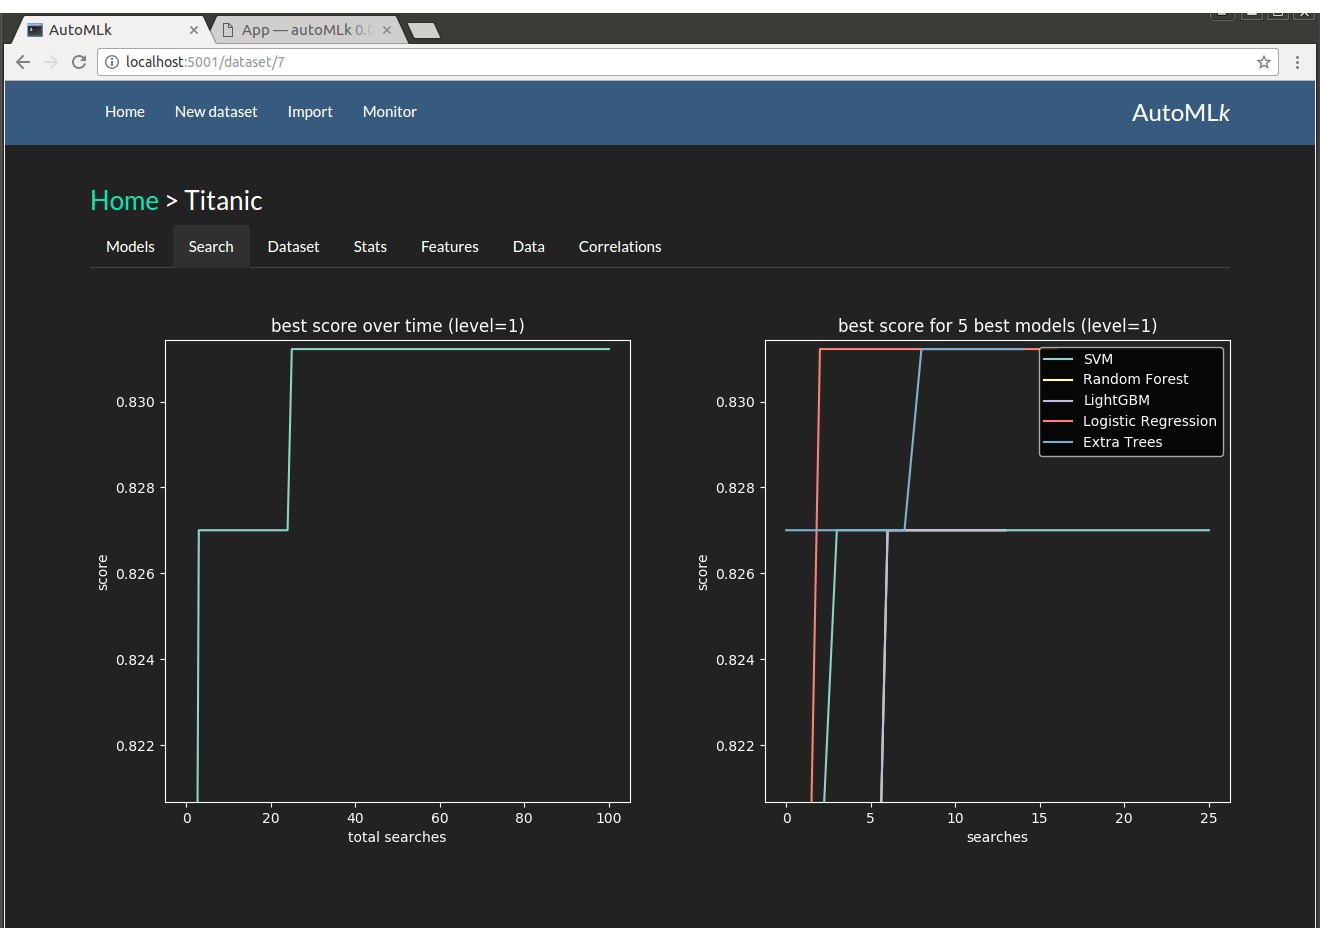 AutoMLk
App — autoMLk 0.0
localhost:5001/dataset/7
Home New dataset Import Monitor AutoMLk
Home > Titanic
Models Search Dataset Stats Features Data Correlations
best score over time (level=1)
0.830
0.828
0.826
0.824
0.822
score
0 20 40 60 80 100
total searches
best score for 5 best models (level=1)
SVM
Random Forest
LightGBM
Logistic Regression
Extra Trees
0.830
0.828
0.826
0.824
0.822
score
0 5 10 15 20 25
searches